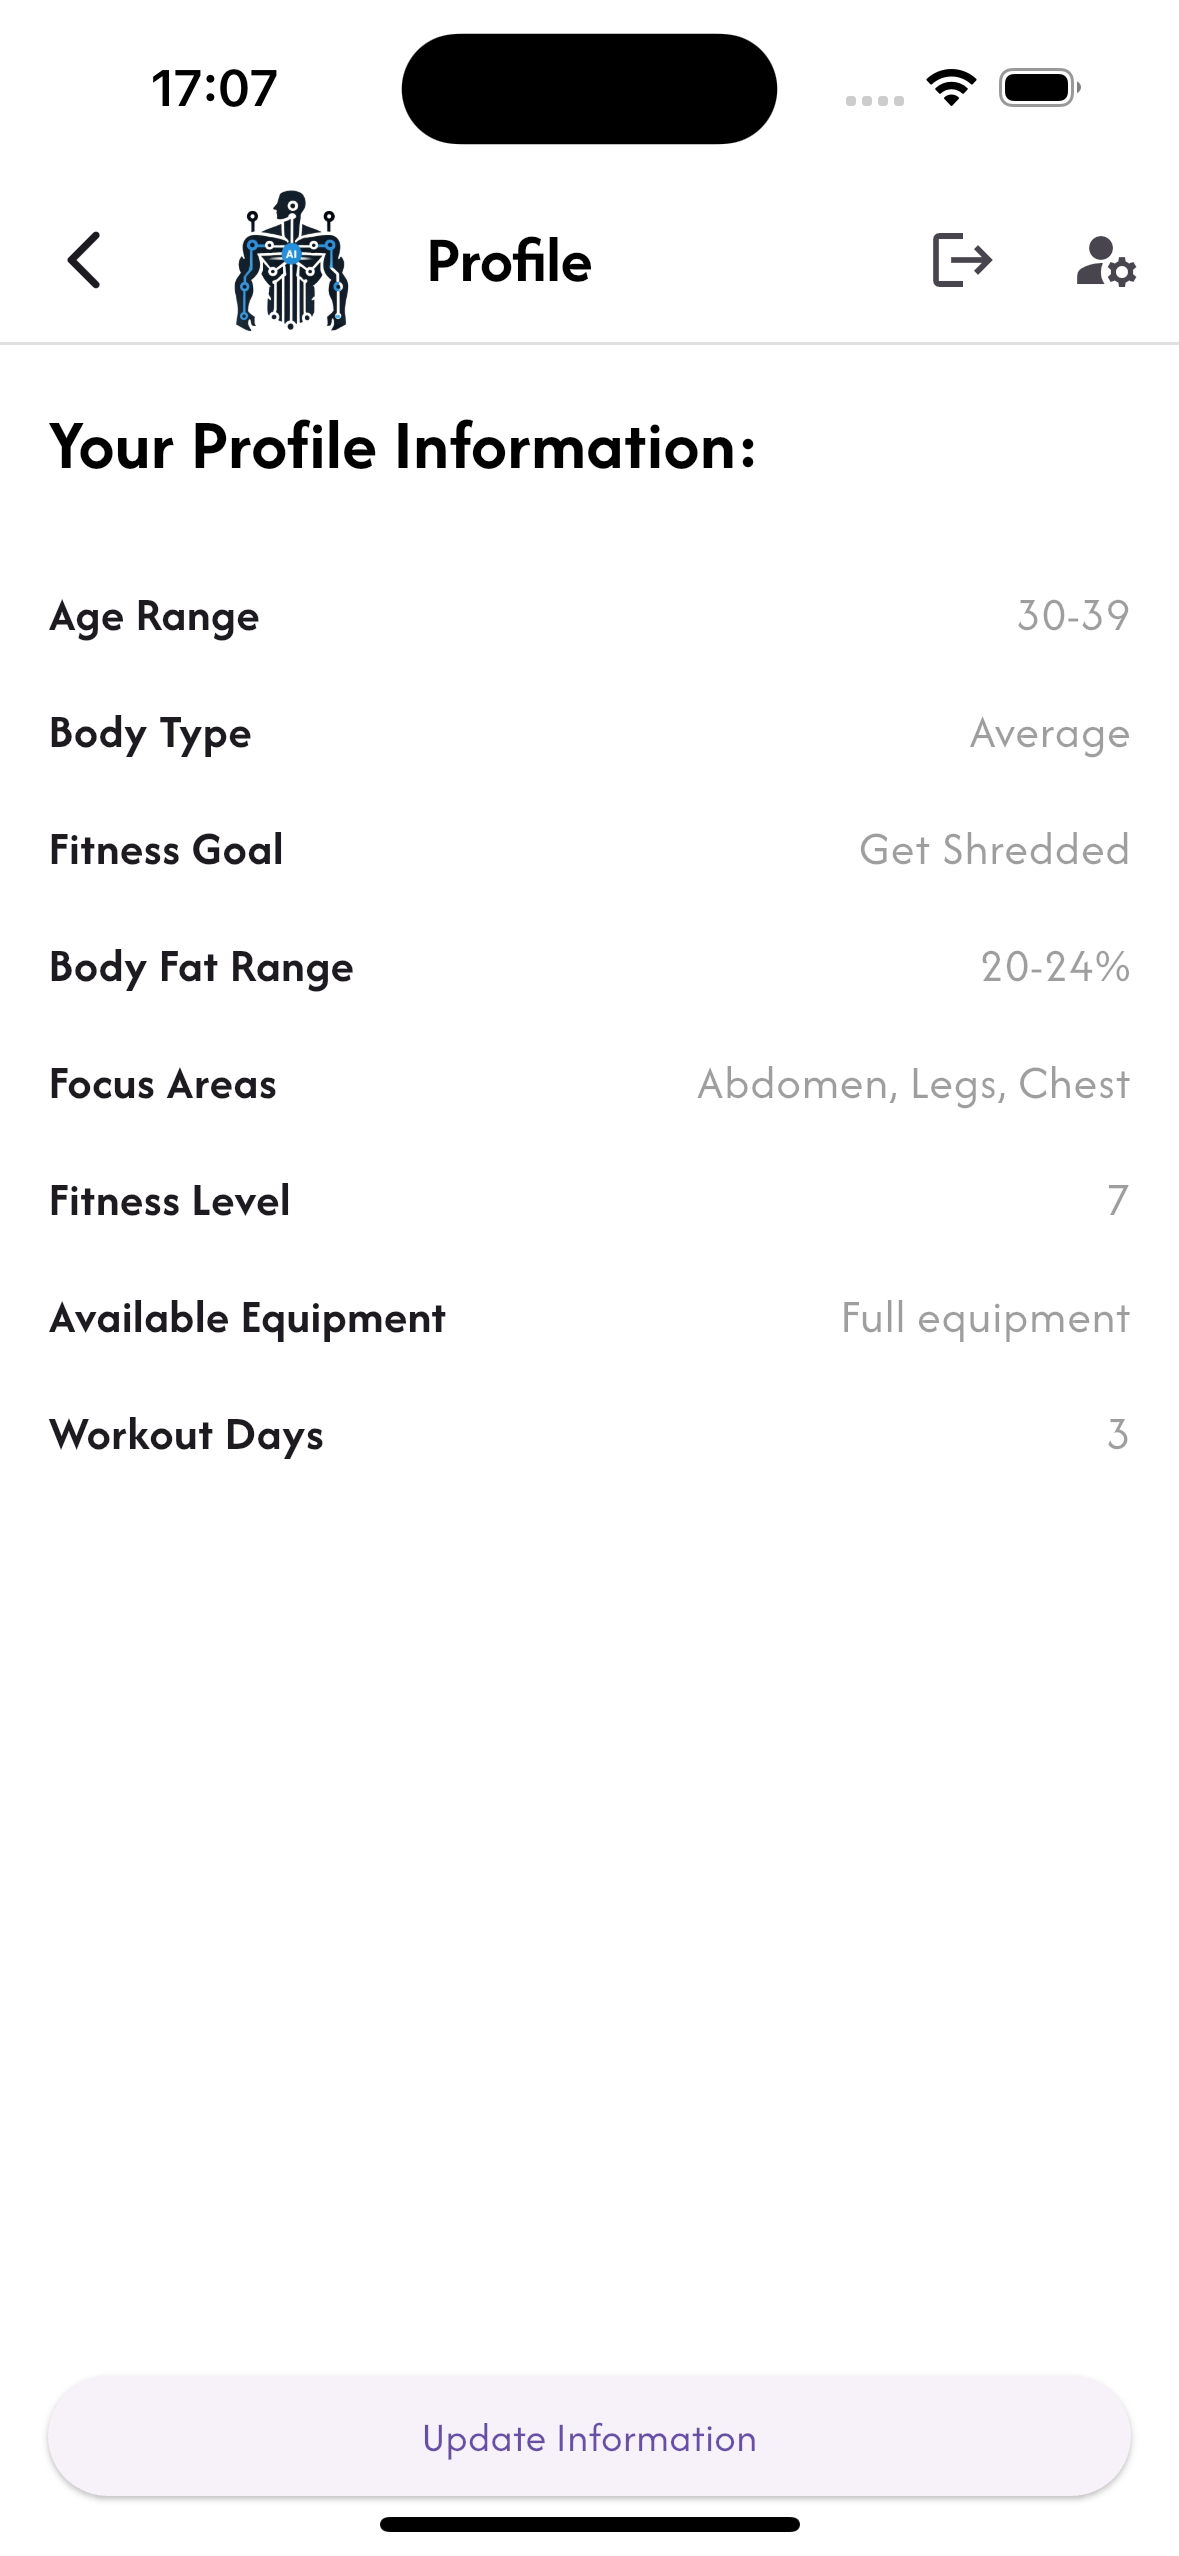 17:07
AI
Profile
Your Profile Information:
Age Range 30-39
Body Type Average
Fitness Goal Get Shredded
Body Fat Range 20-24%
Focus Areas Abdomen, Legs, Chest
Fitness Level 7
Available Equipment Full equipment
Workout Days 3
Update Information